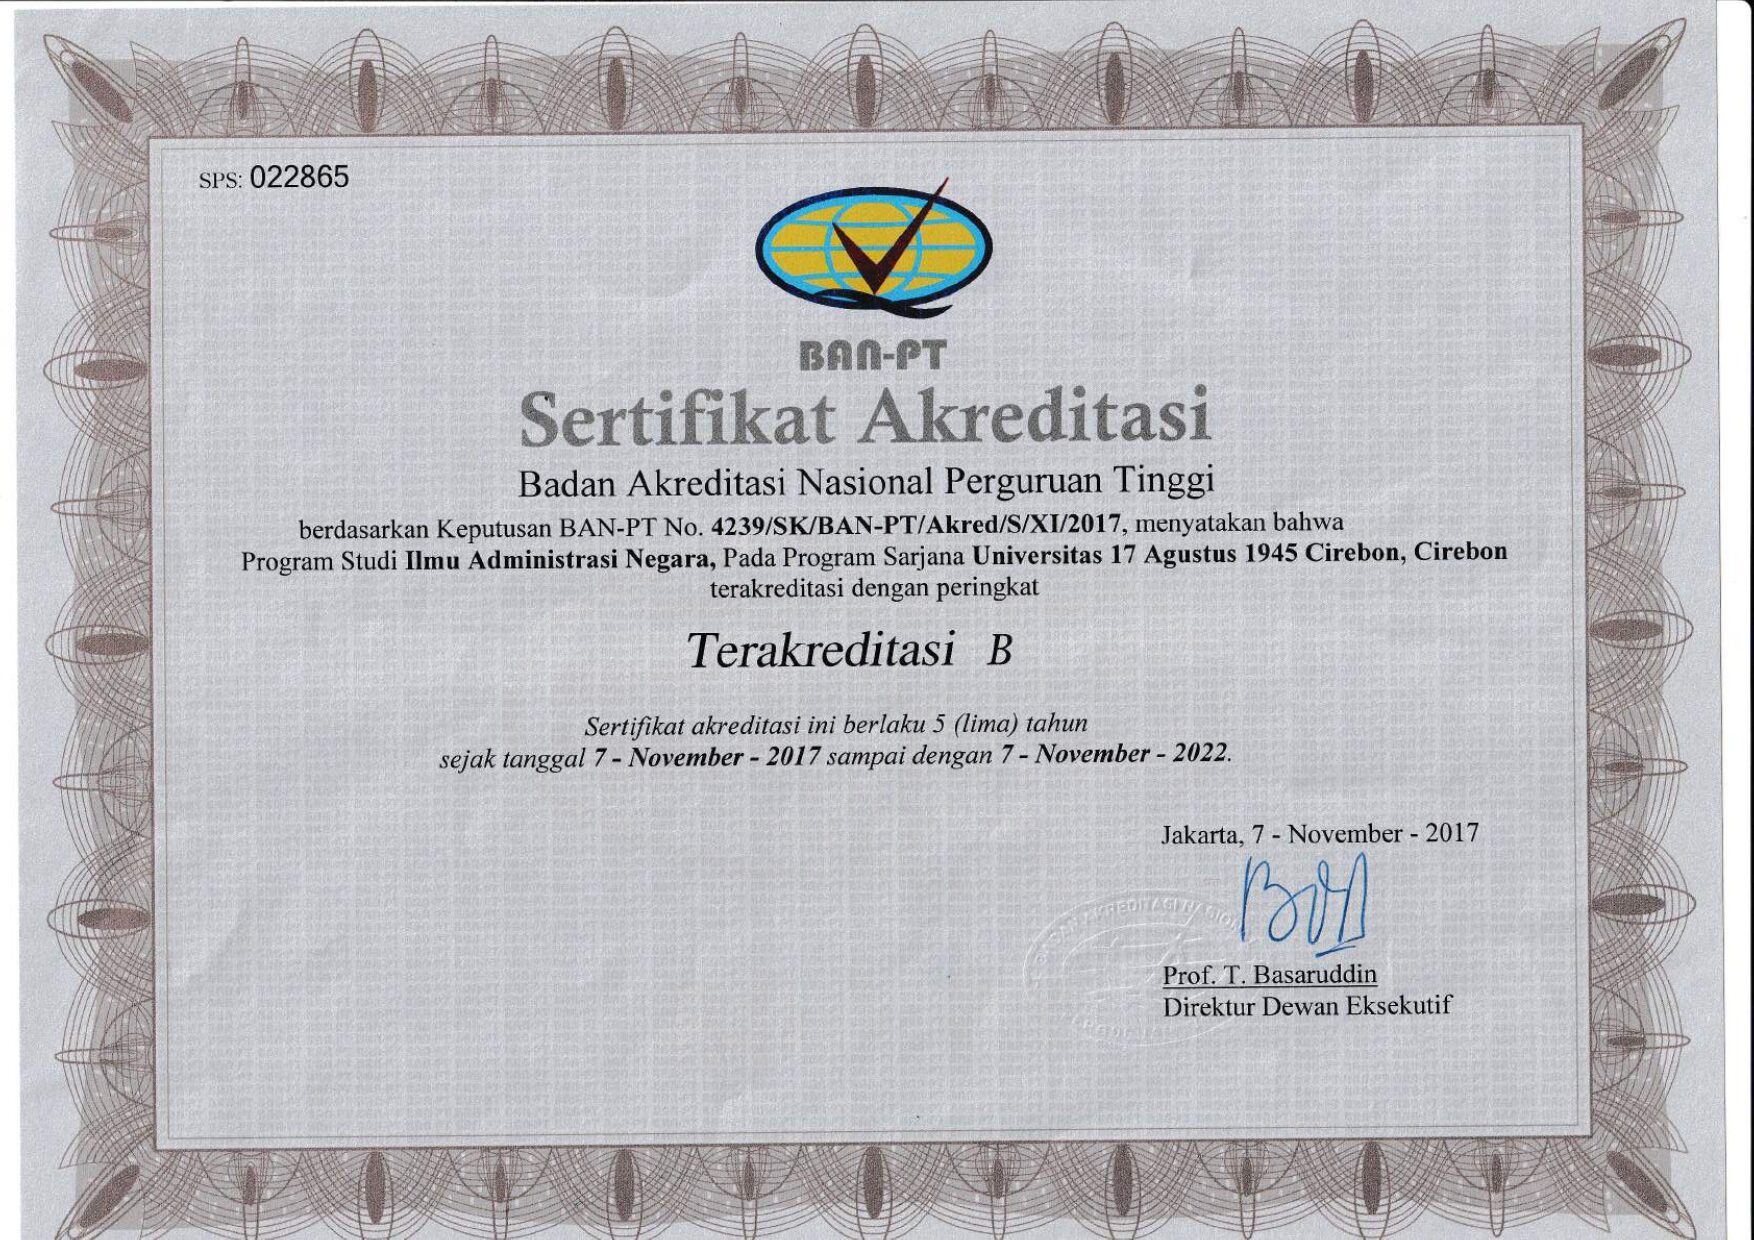 SPS: 022865
BAN-PT
Sertifikat Akreditasi
Badan Akreditasi Nasional Perguruan Tinggi
berdasarkan Keputusan BAN-PT No. 4239/SK/BAN-PT/Akred/S/XI/2017, menyatakan bahwa
Program Studi Ilmu Administrasi Negara, Pada Program Sarjana Universitas 17 Agustus 1945 Cirebon, Cirebon
terakreditasi dengan peringkat
Terakreditasi B
Sertifikat akreditasi ini berlaku 5 (lima) tahun
sejak tanggal 7 - November - 2017 sampai dengan 7 - November - 2022.
Jakarta, 7 - November - 2017
AKREDITASI NASIONAL
Prof. T. Basaruddin
Direktur Dewan Eksekutif